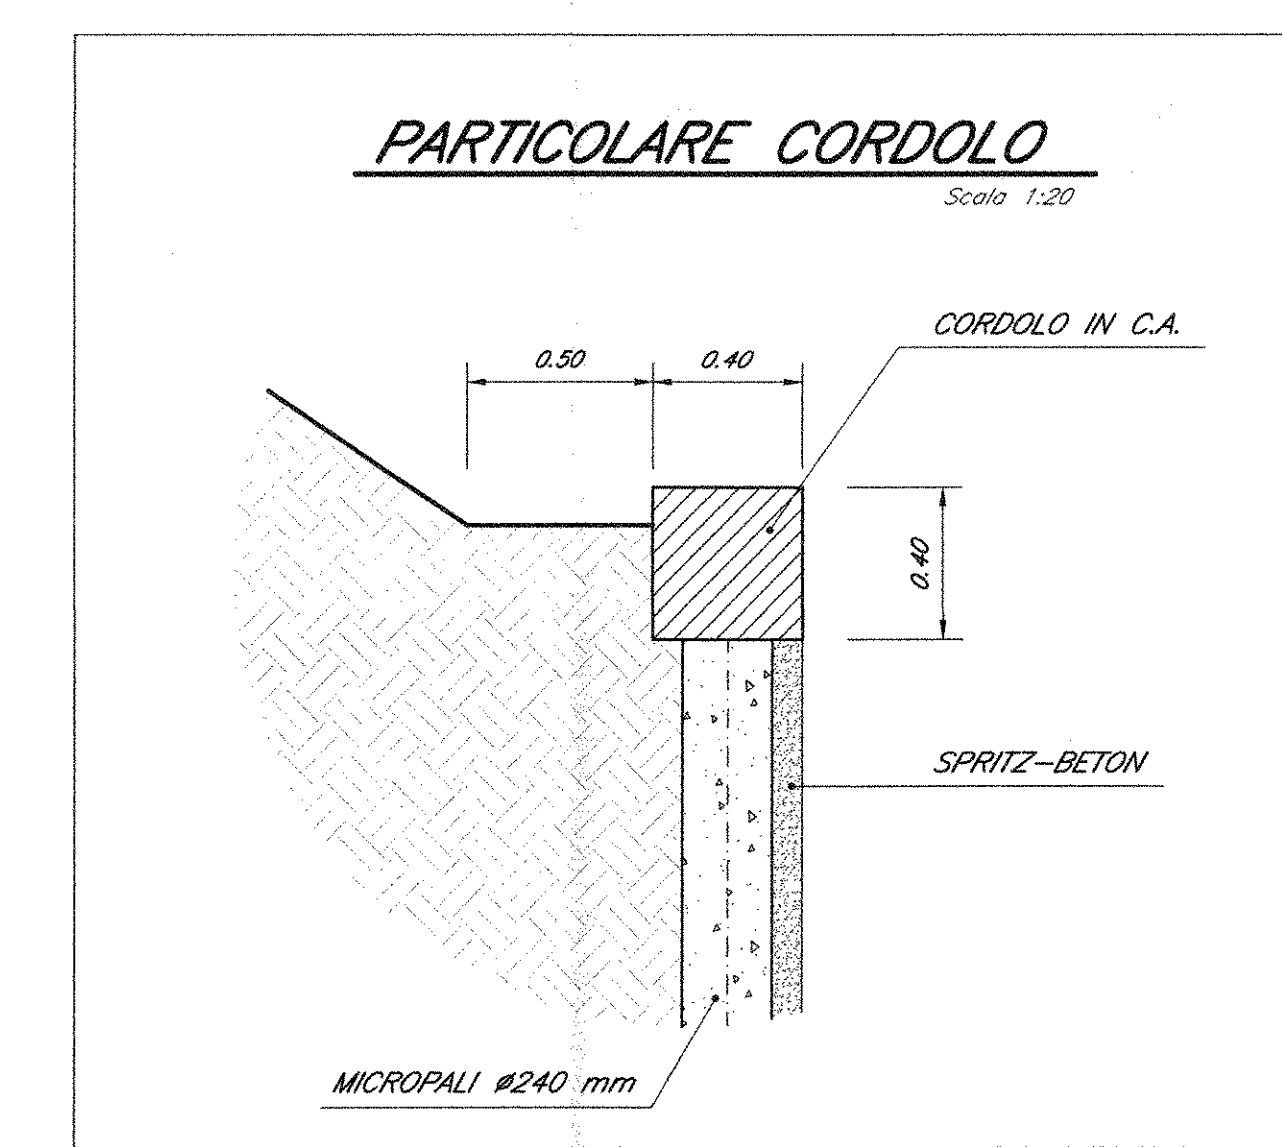 PARTICOLARE CORDOLO
Scala 1:20
CORDOLO IN C.A.
0.50
0.40
0.40
SPRITZ-BETON
MICROPALI ø240 mm